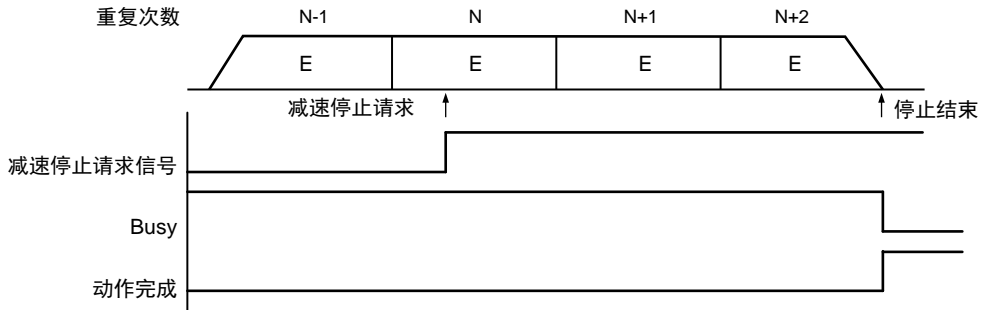 重复次数 N-1 N N+1 N+2
E E E E
减速停止请求 停止结束
减速停止请求信号
Busy
动作完成